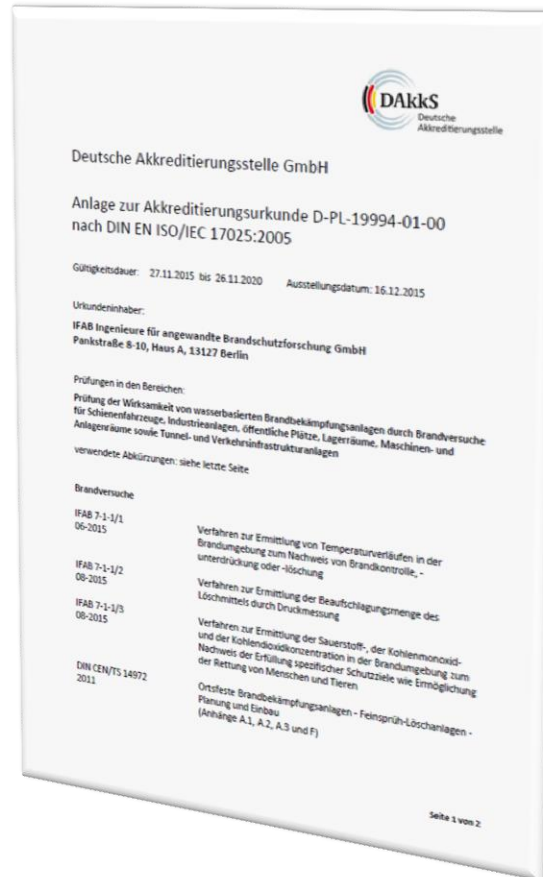 DAkkS
Deutsche
Akkreditierungsstelle
Deutsche Akkreditierungsstelle GmbH
Anlage zur Akkreditierungsurkunde D-PL-19994-01-00
nach DIN EN ISO/IEC 17025:2005
Gültigkeitsdauer: 27.11.2015 bis 26.11.2020 Ausstellungsdatum: 16.12.2015
Urkundeninhaber:
IFAB Ingenieure für angewandte Brandschutzforschung GmbH
Pankstraße 8-10, Haus A, 13127 Berlin
Prüfungen in den Bereichen:
Prüfung der Wirksamkeit von wasserbasierten Brandbekämpfungsanlagen durch Brandversuche
für Schienenfahrzeuge, Industrieanlagen, öffentliche Plätze, Lagerräume, Maschinen- und
Anlagenräume sowie Tunnel- und Verkehrsinfrastrukturanlagen
verwendete Abkürzungen: siehe letzte Seite
Brandversuche
IFAB 7-1-1/1
06-2015
Verfahren zur Ermittlung von Temperaturverläufen in der
Brandumgebung zum Nachweis von Brandkontrolle, -
unterdrückung oder -löschung
IFAB 7-1-1/2
08-2015
Verfahren zur Ermittlung der Beaufschlagungsmenge des
Löschmittels durch Druckmessung
IFAB 7-1-1/3
08-2015
Verfahren zur Ermittlung der Sauerstoff-, der Kohlenmonoxid-
und der Kohlendioxidkonzentration in der Brandumgebung zum
Nachweis der Erfüllung spezifischer Schutzziele wie Ermöglichung
der Rettung von Menschen und Tieren
DIN CEN/TS 14972
2011
Ortsfeste Brandbekämpfungsanlagen - Feinsprüh-Löschanlagen -
Planung und Einbau
(Anhänge A.1, A.2, A.3 und F)
Seite 1 von 2